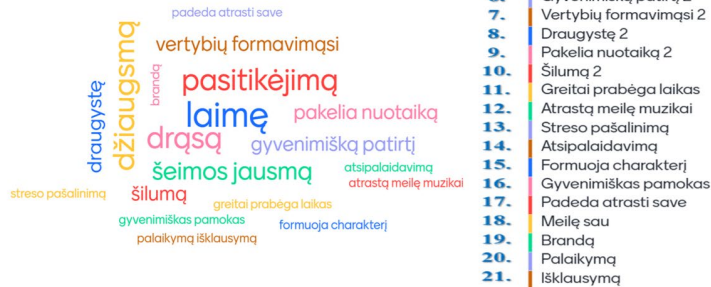 padeda atrasti save
vertybių formavimąsi
džiaugsmą
brandą
draugystę
pasitikėjimą
laimę
pakelia nuotaiką
drąsą
gyvenimišką patirtį
šeimos jausmą
atsipalaidavimą
atrastą meilę muzikai
streso pašalinimą
šilumą
greitai prabėga laikas
gyvenimiškas pamokas
formuoja charakterį
palaikymą išklausymą
7. Vertybių formavimąsi 2
8. Draugystę 2
9. Pakelia nuotaiką 2
10. Šilumą 2
11. Greitai prabėga laikas
12. Atrastą meilę muzikai
13. Streso pašalinimą
14. Atsipalaidavimą
15. Formuoja charakterį
16. Gyvenimiškas pamokas
17. Padeda atrasti save
18. Meilę sau
19. Brandą
20. Palaikymą
21. Išklausymą